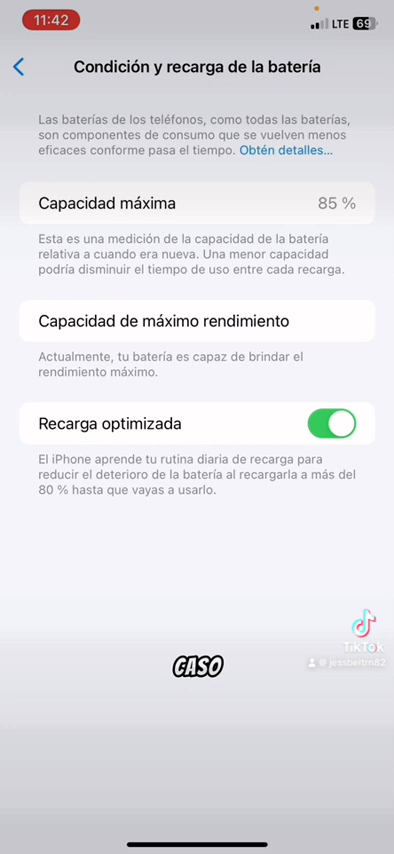 11:42
LTE 69
Condición y recarga de la batería
Las baterías de los teléfonos, como todas las baterías,
son componentes de consumo que se vuelven menos
eficaces conforme pasa el tiempo. Obtén detalles...
Capacidad máxima 85 %
Esta es una medición de la capacidad de la batería
relativa a cuando era nueva. Una menor capacidad
podría disminuir el tiempo de uso entre cada recarga.
Capacidad de máximo rendimiento
Actualmente, tu batería es capaz de brindar el
rendimiento máximo.
Recarga optimizada
El iPhone aprende tu rutina diaria de recarga para
reducir el deterioro de la batería al recargarla a más del
80 % hasta que vayas a usarlo.
TikTok
@jessbeltrn82
CASO